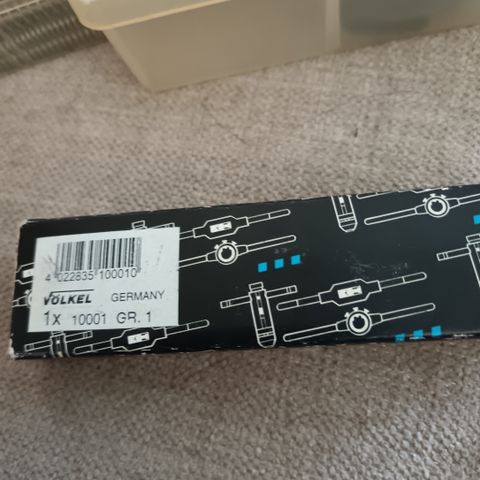 4 022835 100010
VÖLKEL GERMANY
1X 10001 GR. 1